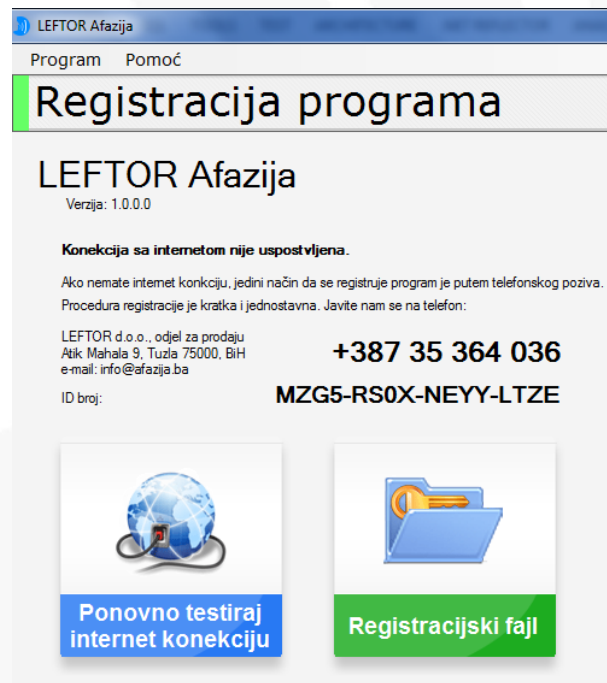 LEFTOR Afazija
Program Pomoć
Registracija programa
LEFTOR Afazija
Verzija: 1.0.0.0
Konekcija sa internetom nije uspostvljena.
Ako nemate internet konkciju, jedini način da se registruje program je putem telefonskog poziva.
Procedura registracije je kratka i jednostavna. Javite nam se na telefon:
LEFTOR d.o.o., odjel za prodaju
Atik Mahala 9, Tuzla 75000, BiH
e-mail: info@afazija.ba
+387 35 364 036
ID broj:
MZG5-RS0X-NEYY-LTZE
Ponovno testiraj
internet konekciju
Registracijski fajl